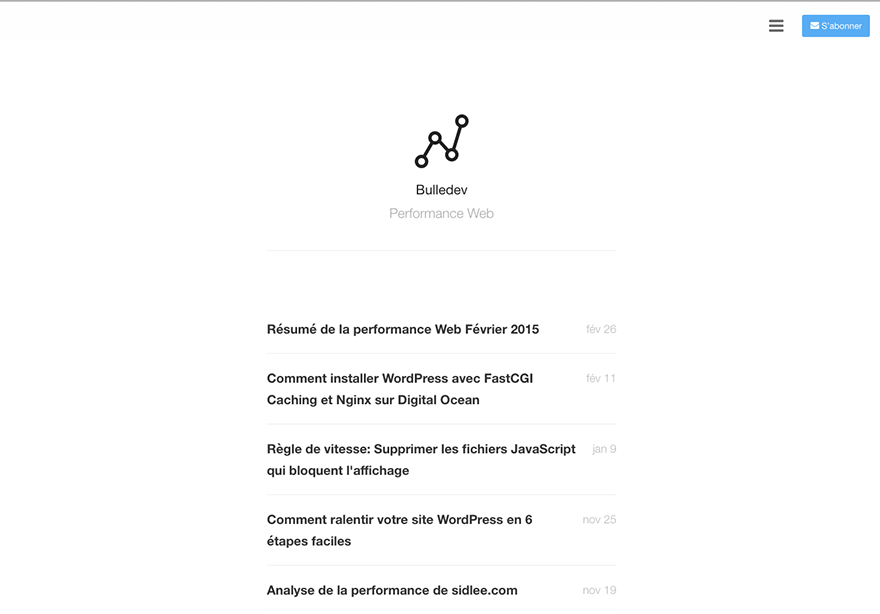 S'abonner
Bulledev
Performance Web
Résumé de la performance Web Février 2015 fév 26
Comment installer WordPress avec FastCGI fév 11
Caching et Nginx sur Digital Ocean
Règle de vitesse: Supprimer les fichiers JavaScript jan 9
qui bloquent l'affichage
Comment ralentir votre site WordPress en 6 nov 25
étapes faciles
Analyse de la performance de sidlee.com nov 19